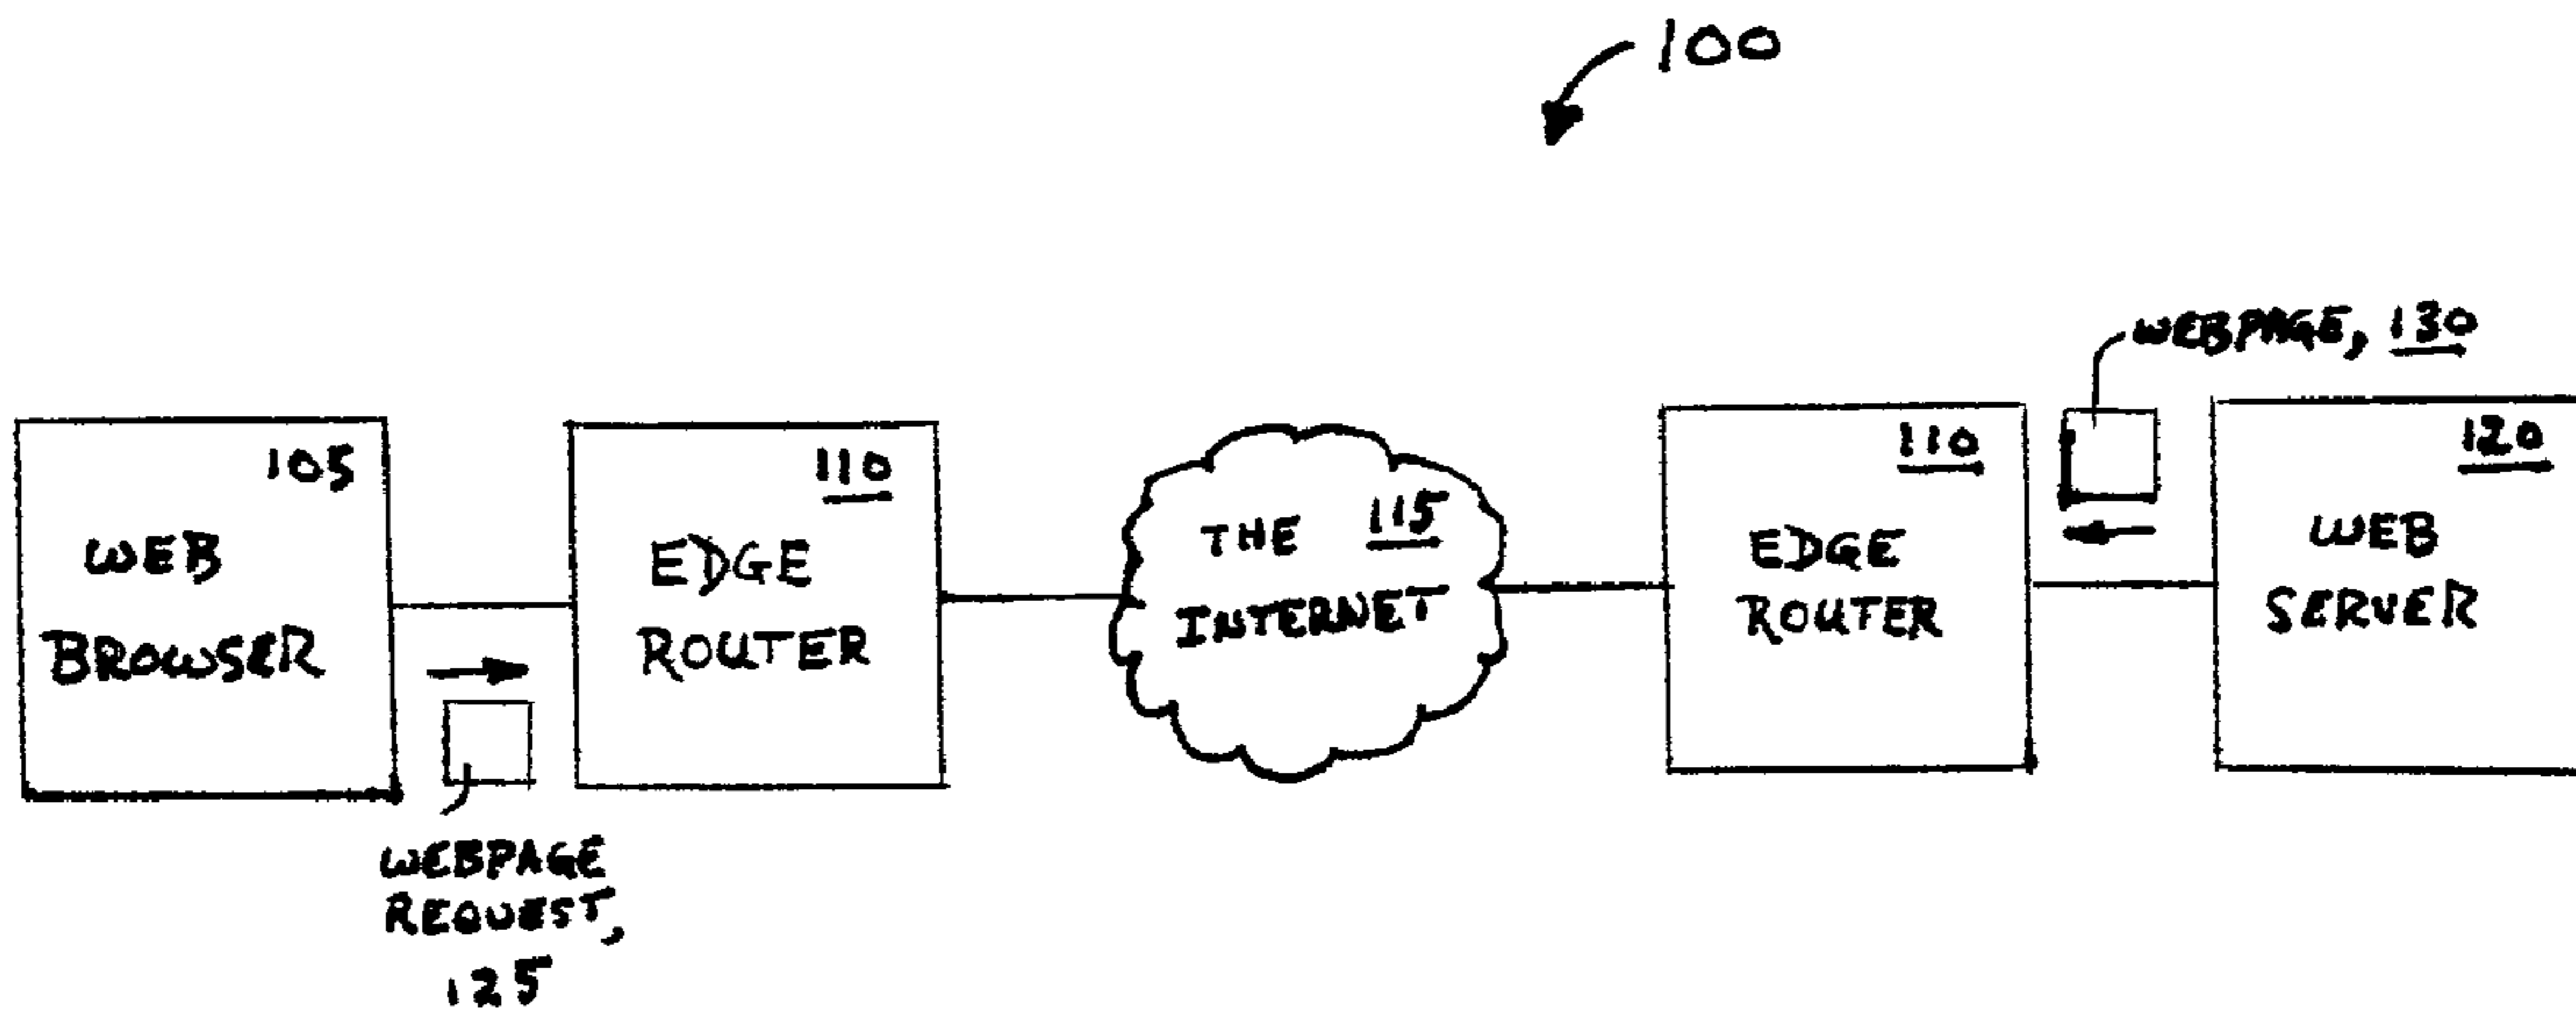 100
WEBPAGE, 130
105
WEB
BROWSER
110
EDGE
ROUTER
THE 115
INTERNET
110
EDGE
ROUTER
120
WEB
SERVER
WEBPAGE
REQUEST,
125